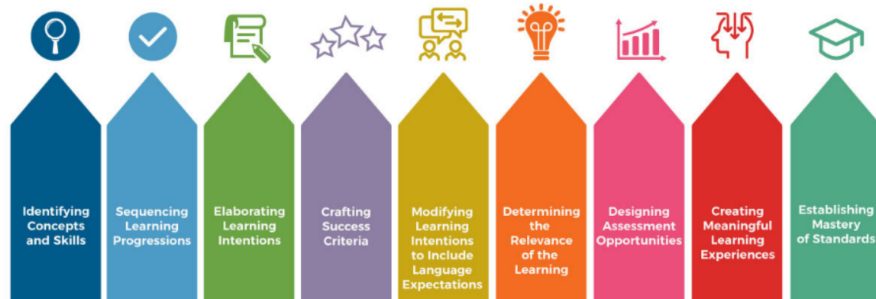 Identifying
Concepts
and Skills
Sequencing
Learning
Progressions
Elaborating
Learning
Intentions
Crafting
Success
Criteria
Modifying
Learning
Intentions
to Include
Language
Expectations
Determining
the
Relevance
of the
Learning
Designing
Assessment
Opportunities
Creating
Meaningful
Learning
Experiences
Establishing
Mastery
of Standards